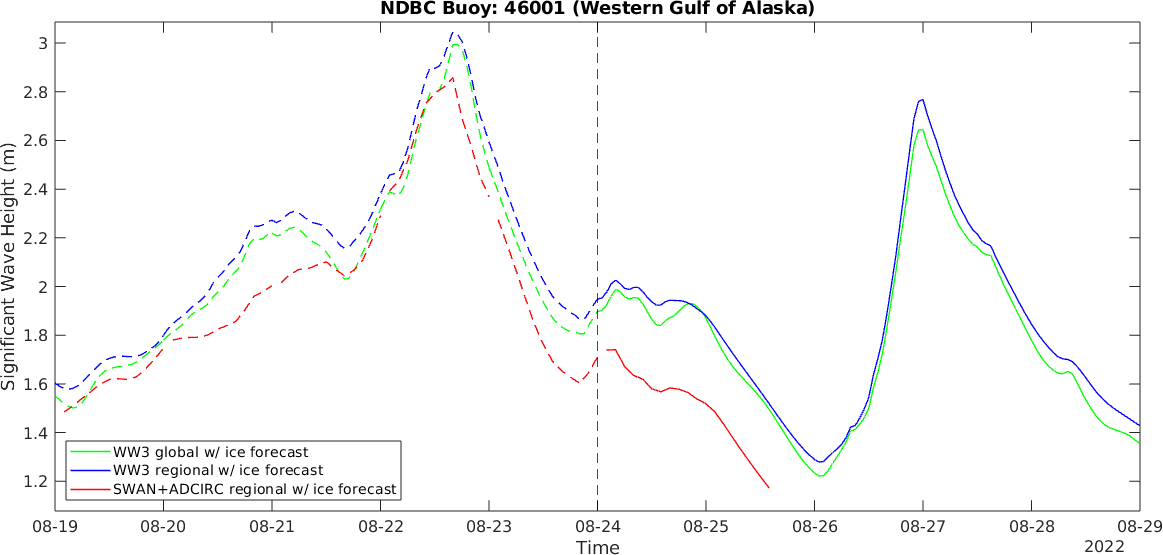 NDBC Buoy: 46001 (Western Gulf of Alaska)
Significant Wave Height (m)
3
2.8
2.6
2.4
2.2
2
1.8
1.6
1.4
1.2
WW3 global w/ ice forecast
WW3 regional w/ ice forecast
SWAN+ADCIRC regional w/ ice forecast
08-19 08-20 08-21 08-22 08-23 08-24 08-25 08-26 08-27 08-28 08-29
Time
2022